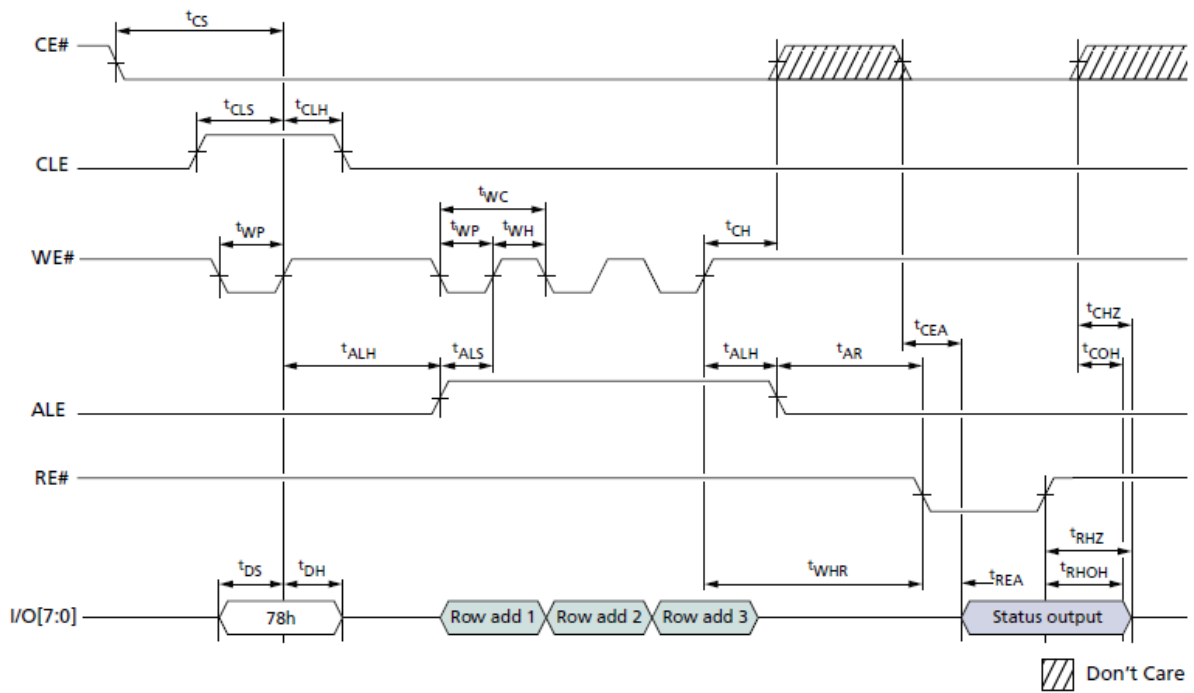 tCS
CE#
tCLS tCLH
CLE
tWC
tWP tWP tWH tCH
WE#
tCHZ
tCEA
tALH tALS tALH tAR tCOH
ALE
RE#
tRHZ
tDS tDH tWHR tREA tRHOH
I/O[7:0] 78h Row add 1 Row add 2 Row add 3 Status output
Don't Care